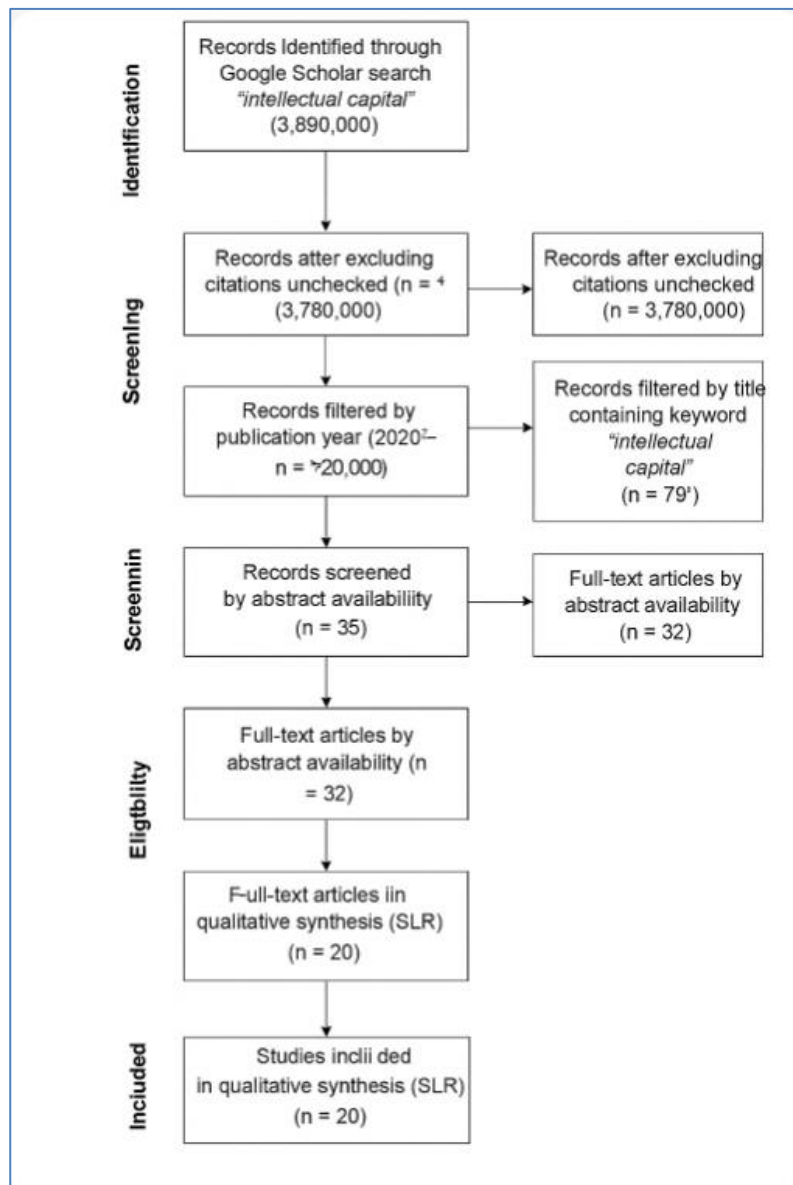 Identification
Records Identified through
Google Scholar search
“intellectual capital”
(3,890,000)
Screening
Records atter excluding
citations unchecked (n =
(3,780,000)
Records after excluding
citations unchecked
(n = 3,780,000)
Records filtered by
publication year (2020
n =
Records filtered by title
containing keyword
“intellectual
capital”
Screennin
Records screened
by abstract availabiliity
(n = 35)
Full-text articles by
abstract availability
(n = 32)
Eligtblilty
Full-text articles by
abstract availability (n
= 32)
F-ull-text articles iin
qualitative synthesis (SLR)
(n = 20)
Inciuded
Studies inclii ded
in qualitative synthesis (SLR)
(n = 20)